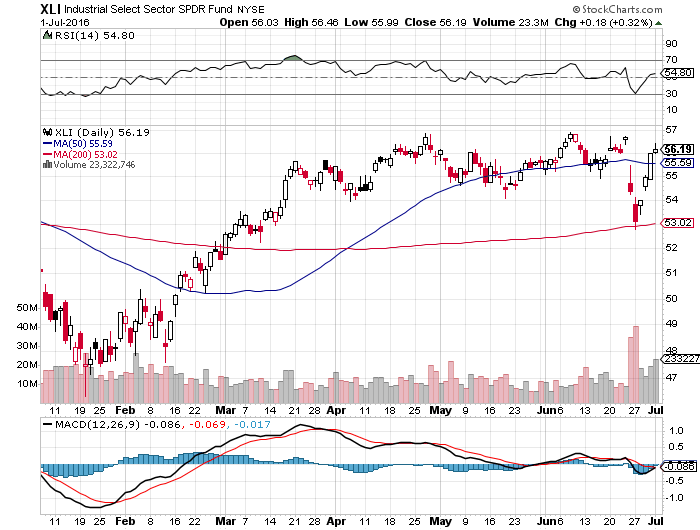 XLI Industrial Select Sector SPDR Fund NYSE © StockCharts.com
1-Jul-2016 Open 56.03 High 56.46 Low 55.99 Close 56.19 Volume 23.3M Chg +0.18 (+0.32%)
RSI(14) 54.80
90
70
54.80
50
30
10
XLI (Daily) 56.19
MA(50) 55.59
MA(200) 53.02
Volume 23,322,746
57
56.19
55.59
55
54
53.02
52
51
50
49
48
47
50M
40M
30M
20M
10M
233227
11 19 25 Feb 8 16 22 Mar 7 14 21 28 Apr 11 18 25 May 9 16 23 Jun 6 13 20 27 Jul
MACD(12,26,9) -0.086, -0.069, -0.017
1.0
0.5
0.0
-0.086
-0.5
-1.0
11 19 25 Feb 8 16 22 Mar 7 14 21 28 Apr 11 18 25 May 9 16 23 Jun 6 13 20 27 Jul